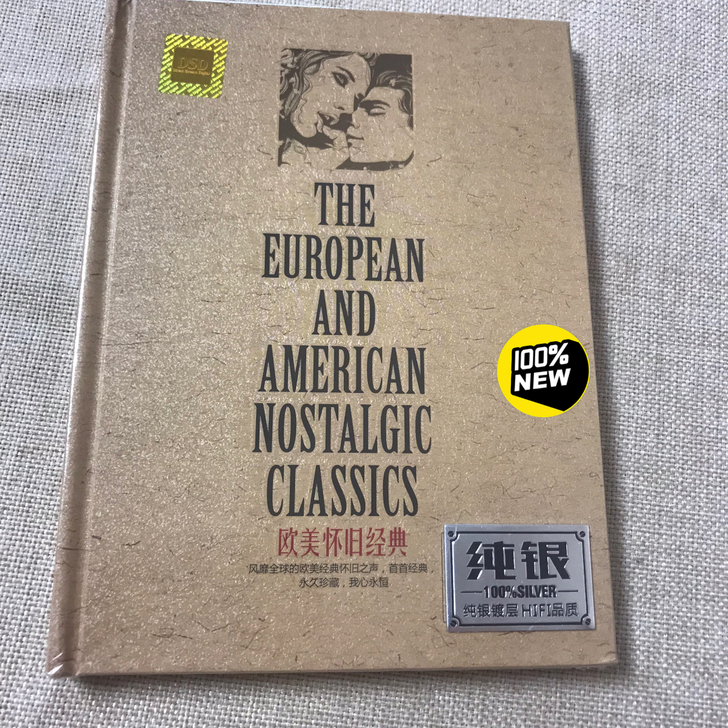 DSD
THE
EUROPEAN
AND
AMERICAN
NOSTALGIC
CLASSICS
欧美怀旧经典
风靡全球的欧美经典怀旧之声，首首经典，
永久珍藏，我心永恒
100%
NEW
纯银
100%SILVER
纯银镀层 HIFI品质